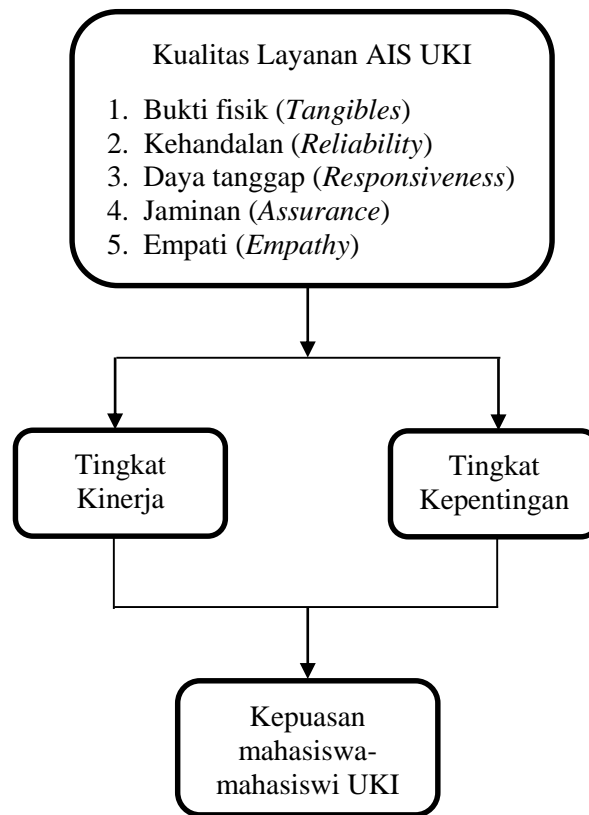 Kualitas Layanan AIS UKI
1. Bukti fisik (Tangibles)
2. Kehandalan (Reliability)
3. Daya tanggap (Responsiveness)
4. Jaminan (Assurance)
5. Empati (Empathy)
Tingkat
Kinerja
Tingkat
Kepentingan
Kepuasan
mahasiswa-
mahasiswi UKI